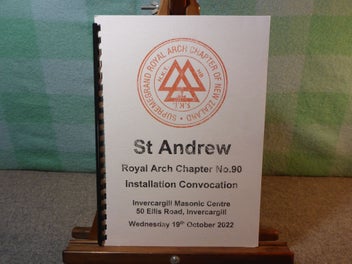 SUPREME GRAND ROYAL ARCH CHAPTER OF NEW ZEALAND
H.K.T.
HB
S.K.I.
St Andrew
Royal Arch Chapter No.90
Installation Convocation
Invercargill Masonic Centre
50 Ellis Road, Invercargill
Wednesday 19th October 2022